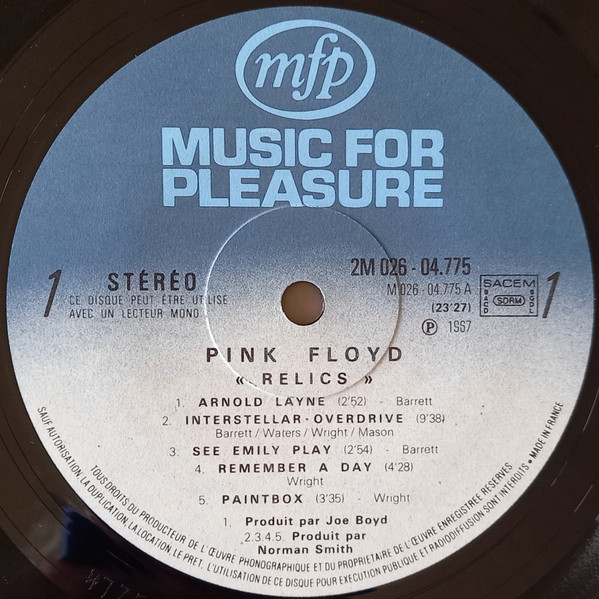 mfp
MUSIC FOR
PLEASURE
1 STÉRÉO
CE DISQUE PEUT ÊTRE UTILISÉ
AVEC UN LECTEUR MONO
2M 026 - 04.775
M 026 - 04.775 A
(23'27)
Ⓟ 1967
SACEM
SDRM
1
PINK FLOYD
« RELICS »
1. ARNOLD LAYNE (2'52) - Barrett
2. INTERSTELLAR-OVERDRIVE (9'38)
Barrett / Waters / Wright / Mason
3. SEE EMILY PLAY (2'54) - Barrett
4. REMEMBER A DAY (4'28)
Wright
5. PAINTBOX (3'35) - Wright
1. Produit par Joe Boyd
2.3.4.5. Produit par
Norman Smith
TOUS DROITS DU PRODUCTEUR DE L'ŒUVRE PHONOGRAPHIQUE ET DU PROPRIETAIRE DE L'ŒUVRE ENREGISTREE RESERVES
SAUF AUTORISATION, LA DUPLICATION, LA LOCATION, LE PRET, L'UTILISATION DE CE DISQUE POUR EXECUTION PUBLIQUE ET RADIODIFFUSION SONT INTERDITS • MADE IN FRANCE